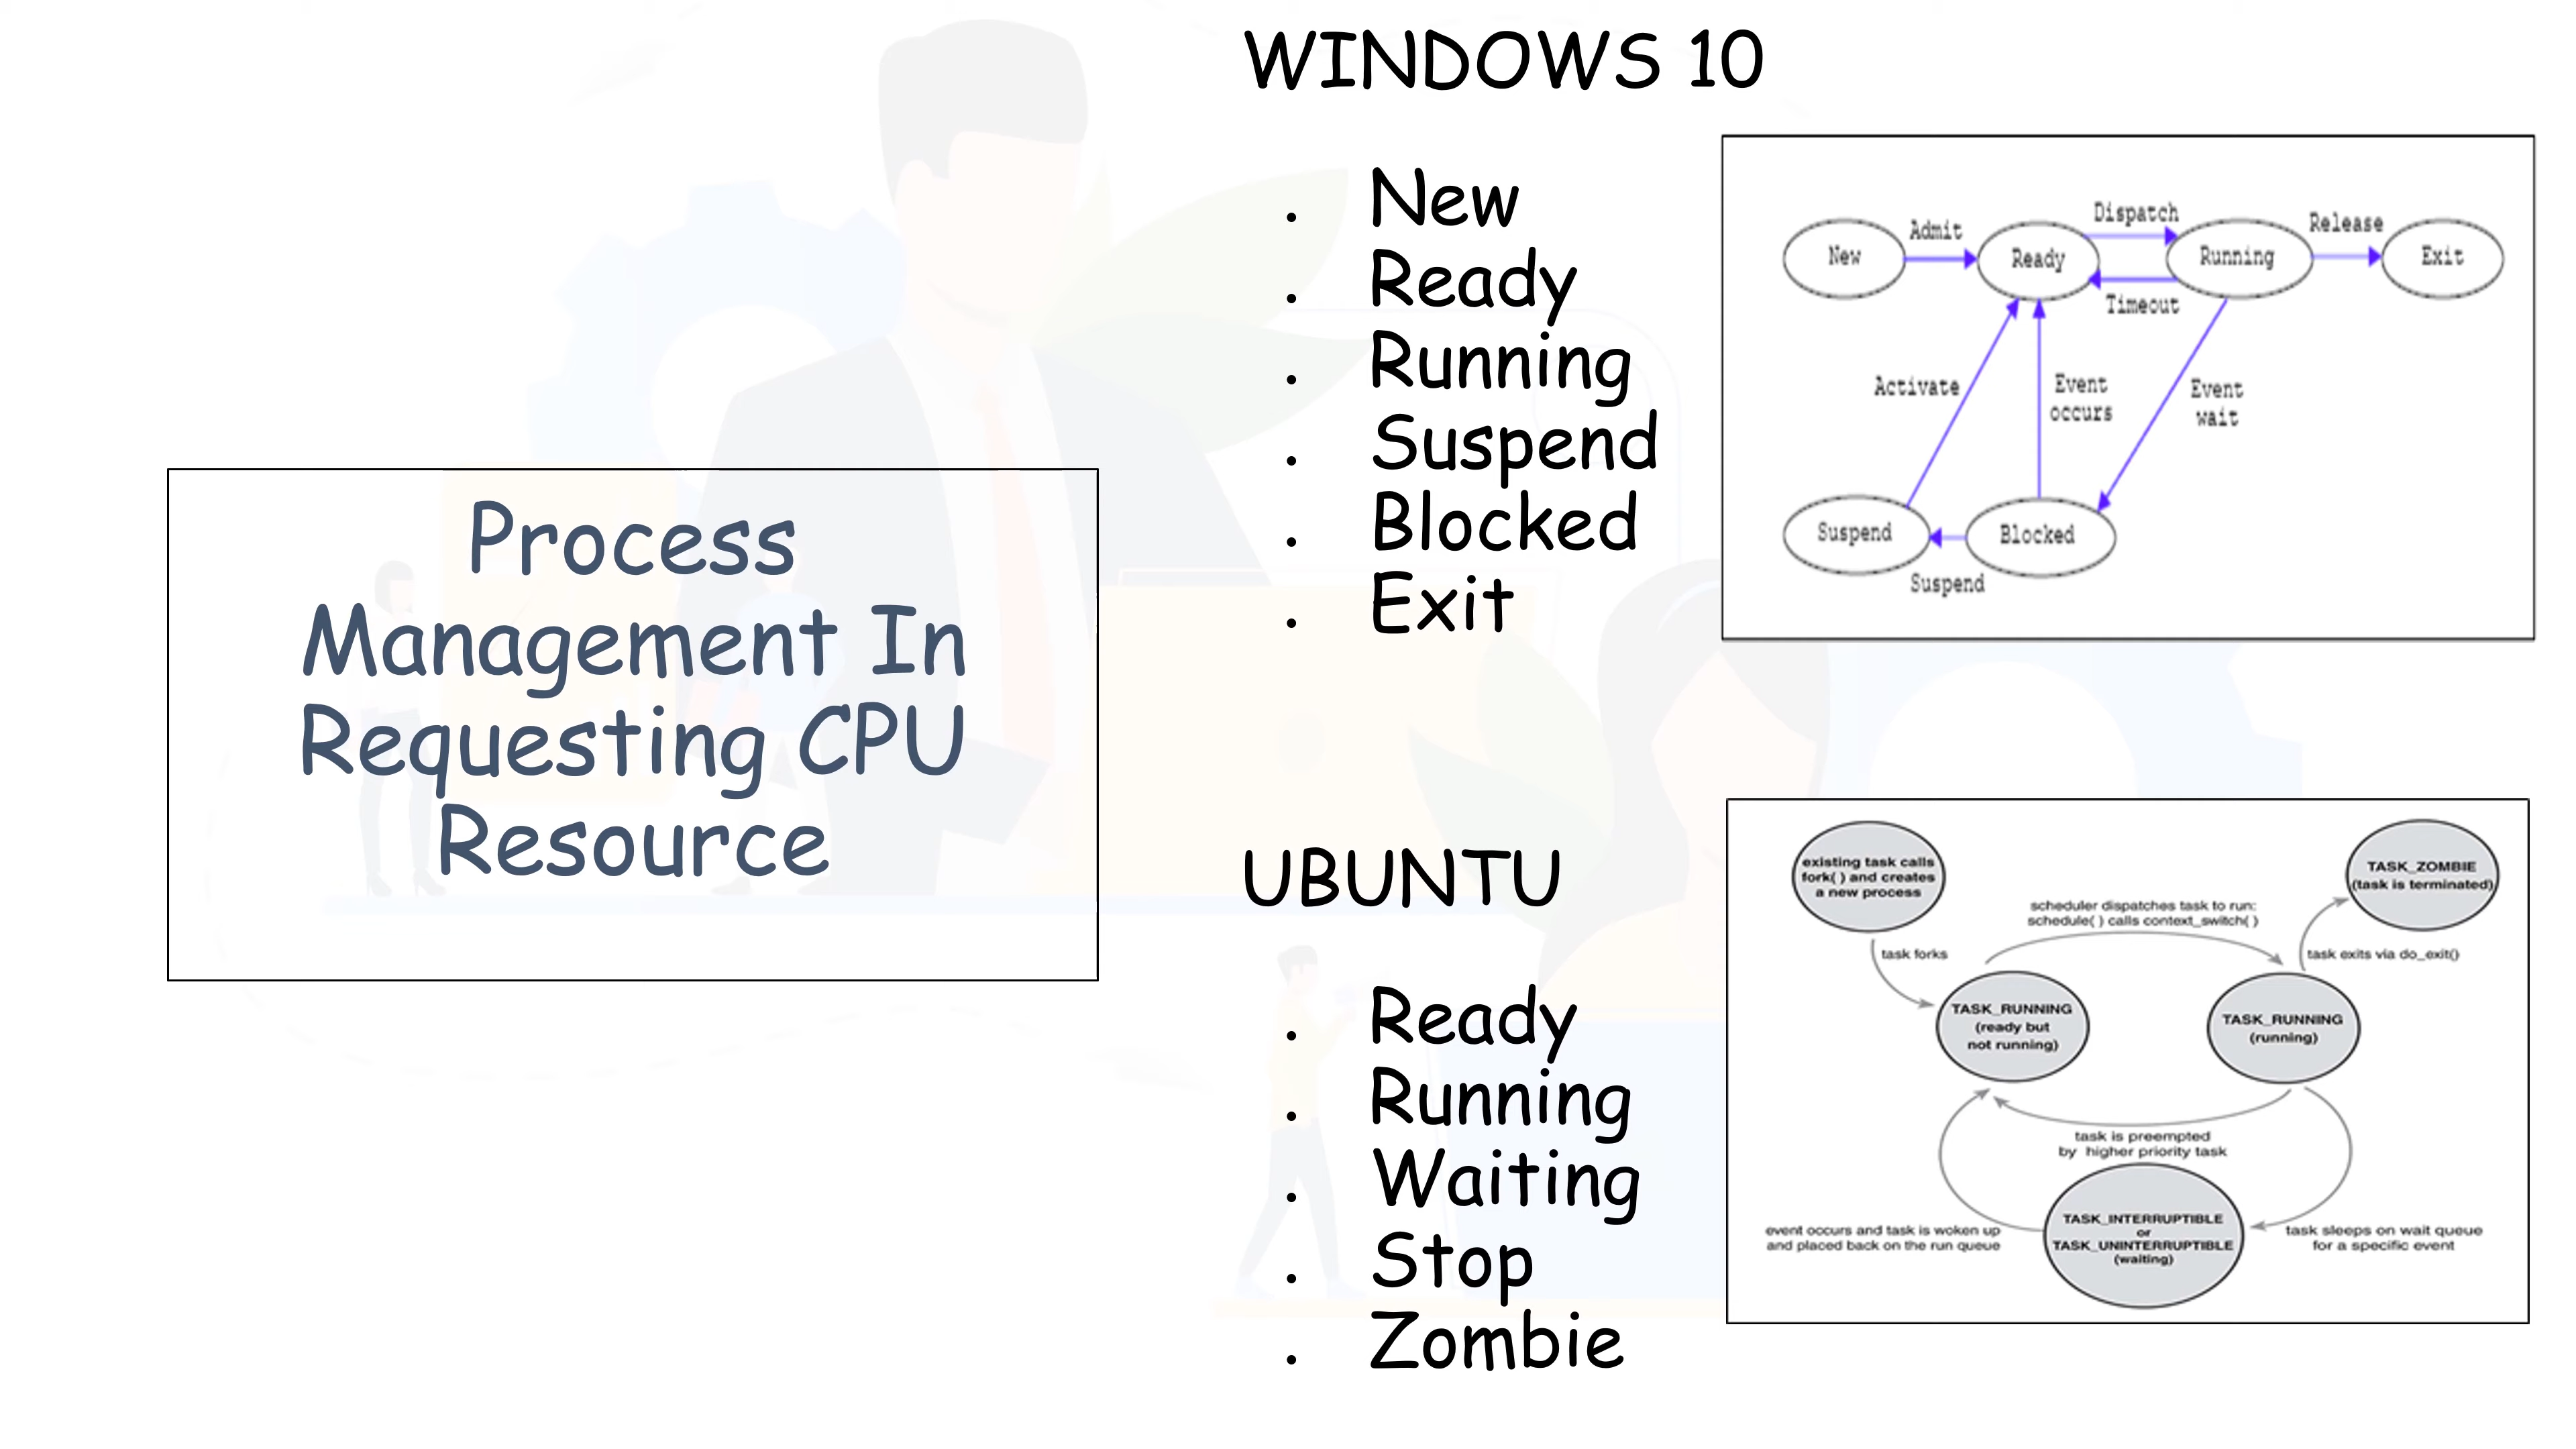 Process
Management In
Requesting CPU
Resource
WINDOWS 10
. New
. Ready
. Running
. Suspend
. Blocked
. Exit
New
Admit
Ready
Dispatch
Timeout
Running
Release
Exit
Activate
Event
occurs
Event
wait
Suspend
Suspend
Blocked
UBUNTU
. Ready
. Running
. Waiting
. Stop
. Zombie
existing task calls
fork( ) and creates
a new process
TASK_ZOMBIE
(task is terminated)
scheduler dispatches task to run:
schedule( ) calls context_switch( )
task forks
task exits via do_exit()
TASK_RUNNING
(ready but
not running)
TASK_RUNNING
(running)
task is preempted
by higher priority task
event occurs and task is woken up
and placed back on the run queue
TASK_INTERRUPTIBLE
or
TASK_UNINTERRUPTIBLE
(waiting)
task sleeps on wait queue
for a specific event